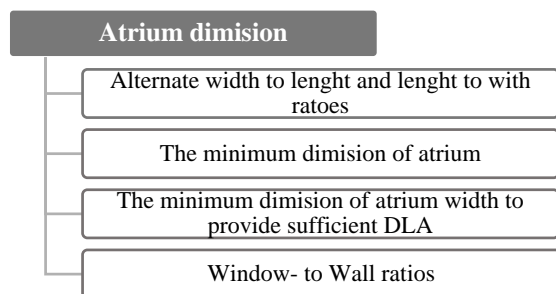 Atrium dimision
Alternate width to lenght and lenght to with
ratoes
The minimum dimision of atrium
The minimum dimision of atrium width to
provide sufficient DLA
Window- to Wall ratios